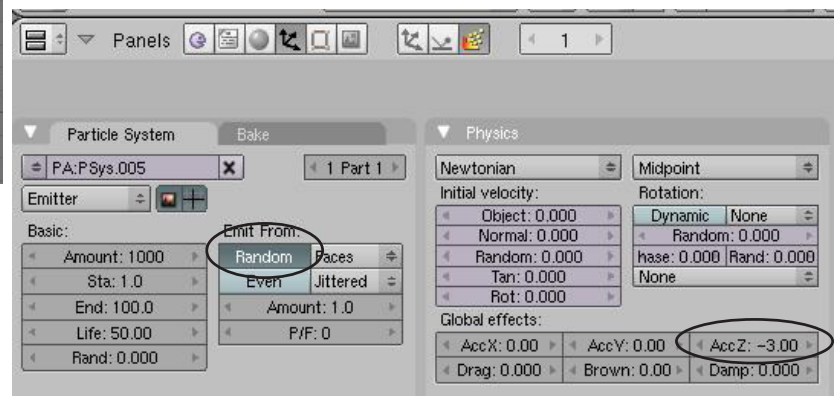 Panels
1
Particle System
Bake
PA:PSys.005
1 Part 1
Emitter
Basic:
Amount: 1000
Sta: 1.0
End: 100.0
Life: 50.00
Rand: 0.000
Emit From:
Random
Faces
Even
Jittered
Amount: 1.0
P/F: 0
Physics
Newtonian
Midpoint
Initial velocity:
Object: 0.000
Normal: 0.000
Random: 0.000
Tan: 0.000
Rot: 0.000
Rotation:
Dynamic None
Random: 0.000
hase: 0.000 Rand: 0.000
None
Global effects:
AccX: 0.00 AccY: 0.00 AccZ: -3.00
Drag: 0.000 Brown: 0.00 Damp: 0.000